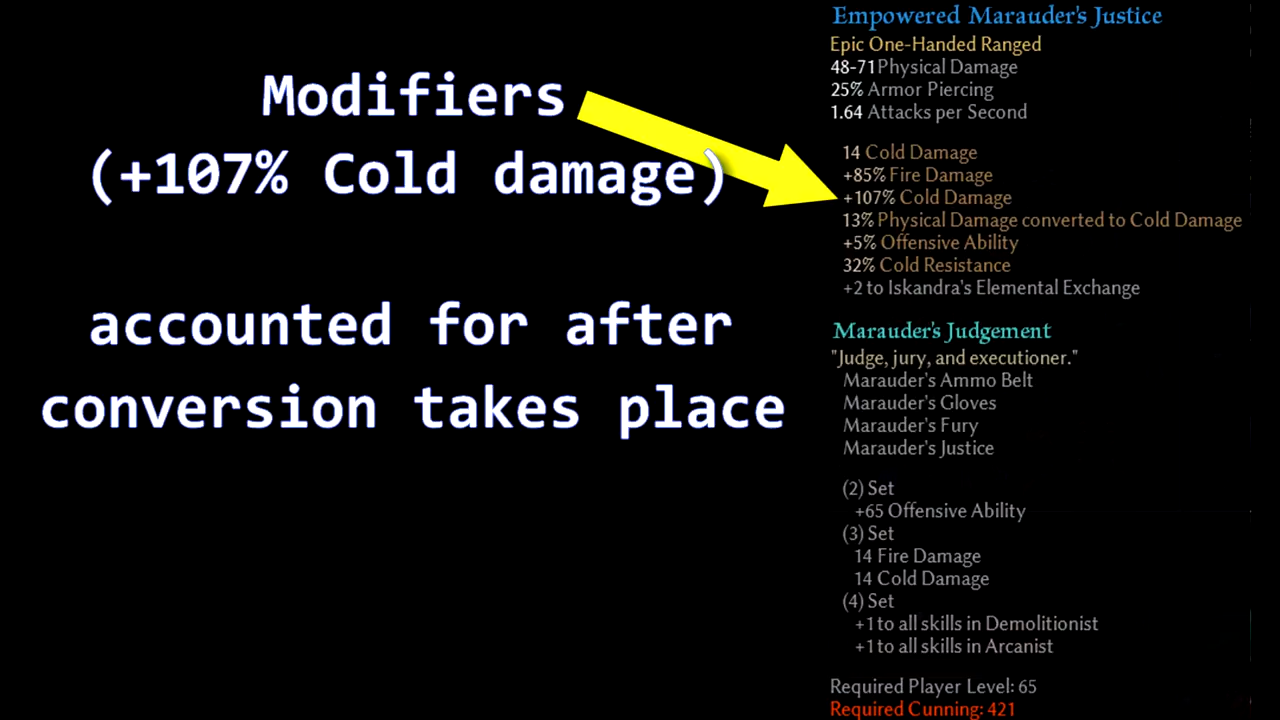 Modifiers
(+107% Cold damage)
accounted for after
conversion takes place
Empowered Marauder's Justice
Epic One-Handed Ranged
48-71 Physical Damage
25% Armor Piercing
1.64 Attacks per Second
14 Cold Damage
+85% Fire Damage
+107% Cold Damage
13% Physical Damage converted to Cold Damage
+5% Offensive Ability
32% Cold Resistance
+2 to Iskandra's Elemental Exchange
Marauder's Judgement
"Judge, jury, and executioner."
Marauder's Ammo Belt
Marauder's Gloves
Marauder's Fury
Marauder's Justice
(2) Set
+65 Offensive Ability
(3) Set
14 Fire Damage
14 Cold Damage
(4) Set
+1 to all skills in Demolitionist
+1 to all skills in Arcanist
Required Player Level: 65
Required Cunning: 421